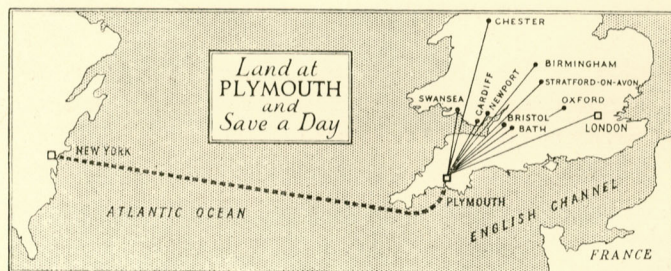 CHESTER
Land at
PLYMOUTH
and
Save a Day
BIRMINGHAM
STRATFORD-ON-AVON
SWANSEA
CARDIFF
NEWPORT
OXFORD
BRISTOL
LONDON
BATH
NEW YORK
PLYMOUTH
ATLANTIC OCEAN
ENGLISH CHANNEL
FRANCE